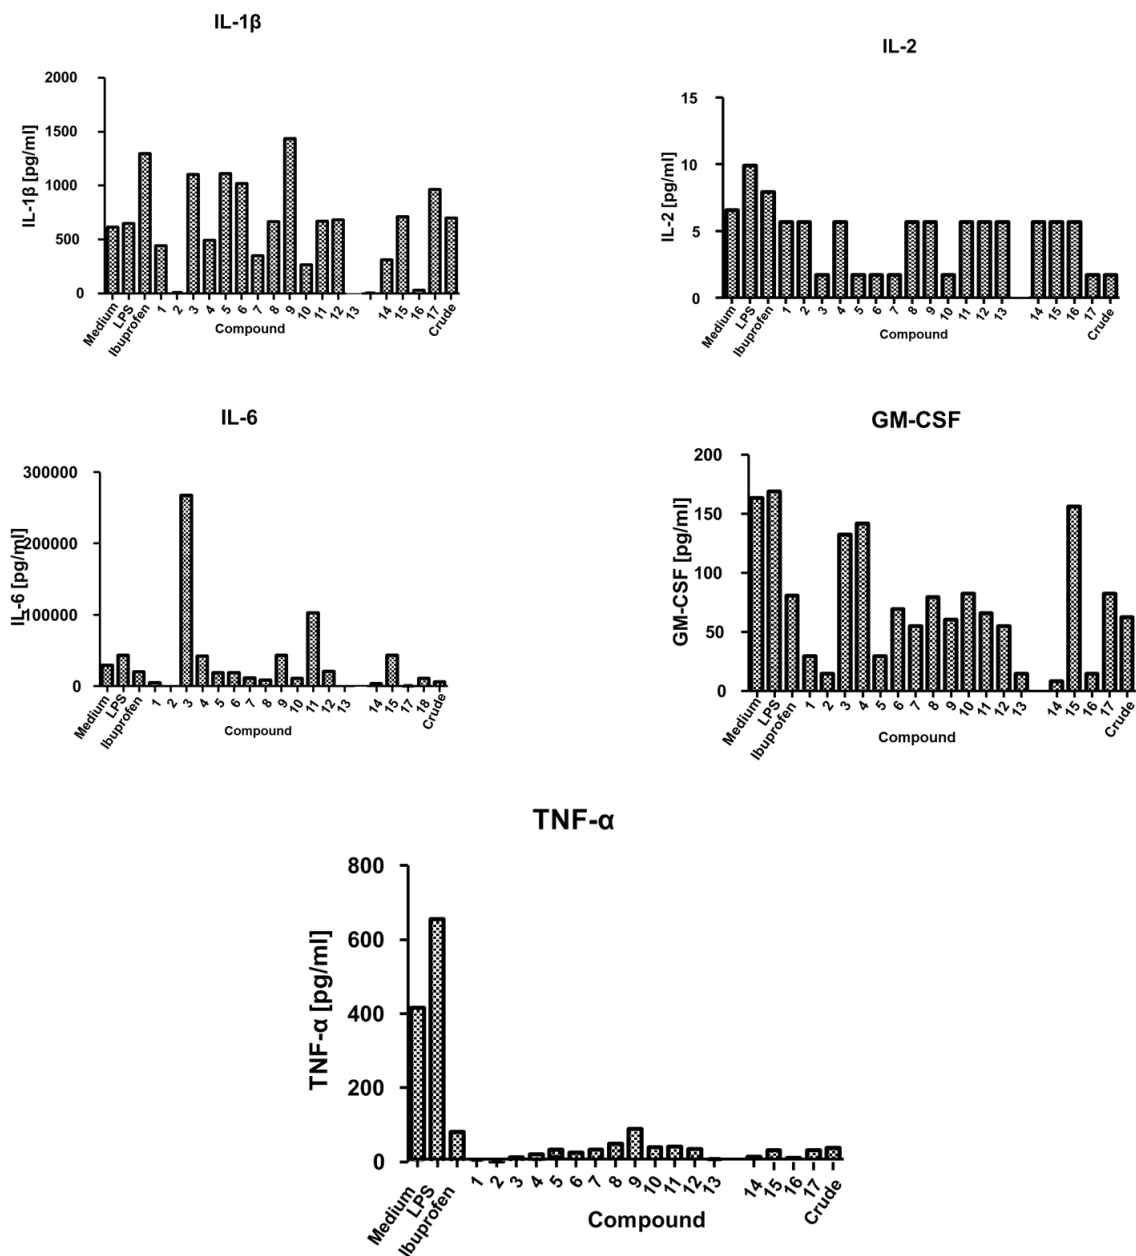 IL-1β
2000
1500
1000
500
0
IL-1β [pg/ml]
Medium LPS Ibuprofen 1 2 3 4 5 6 7 8 9 10 11 12 13 14 15 16 17 Crude
Compound
IL-2
15
10
5
0
IL-2 [pg/ml]
Medium LPS Ibuprofen 1 2 3 4 5 6 7 8 9 10 11 12 13 14 15 16 17 Crude
Compound
IL-6
300000
200000
100000
0
IL-6 [pg/ml]
Medium LPS Ibuprofen 1 2 3 4 5 6 7 8 9 10 11 12 13 14 15 17 18 Crude
Compound
GM-CSF
200
150
100
50
0
GM-CSF [pg/ml]
Medium LPS Ibuprofen 1 2 3 4 5 6 7 8 9 10 11 12 13 14 15 16 17 Crude
Compound
TNF-α
800
600
400
200
0
TNF-α [pg/ml]
Medium LPS Ibuprofen 1 2 3 4 5 6 7 8 9 10 11 12 13 14 15 16 17 Crude
Compound